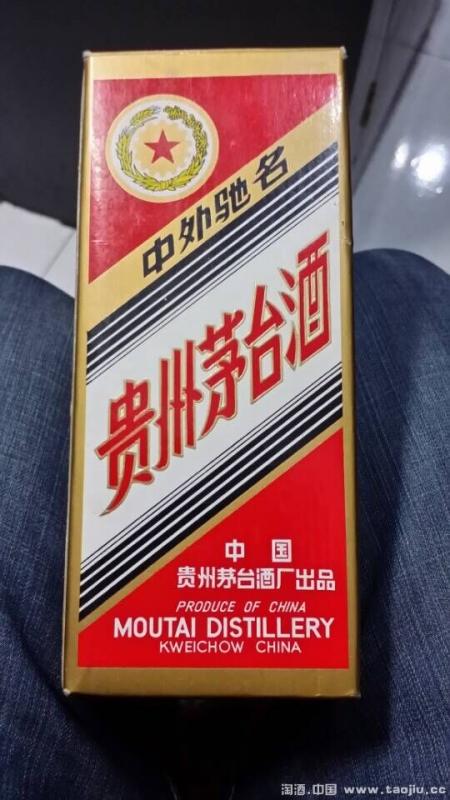 中外驰名
贵州茅台酒
中国
贵州茅台酒厂出品
PRODUCE OF CHINA
MOUTAI DISTILLERY
KWEICHOW CHINA
淘酒.中国 www.taojiu.cc